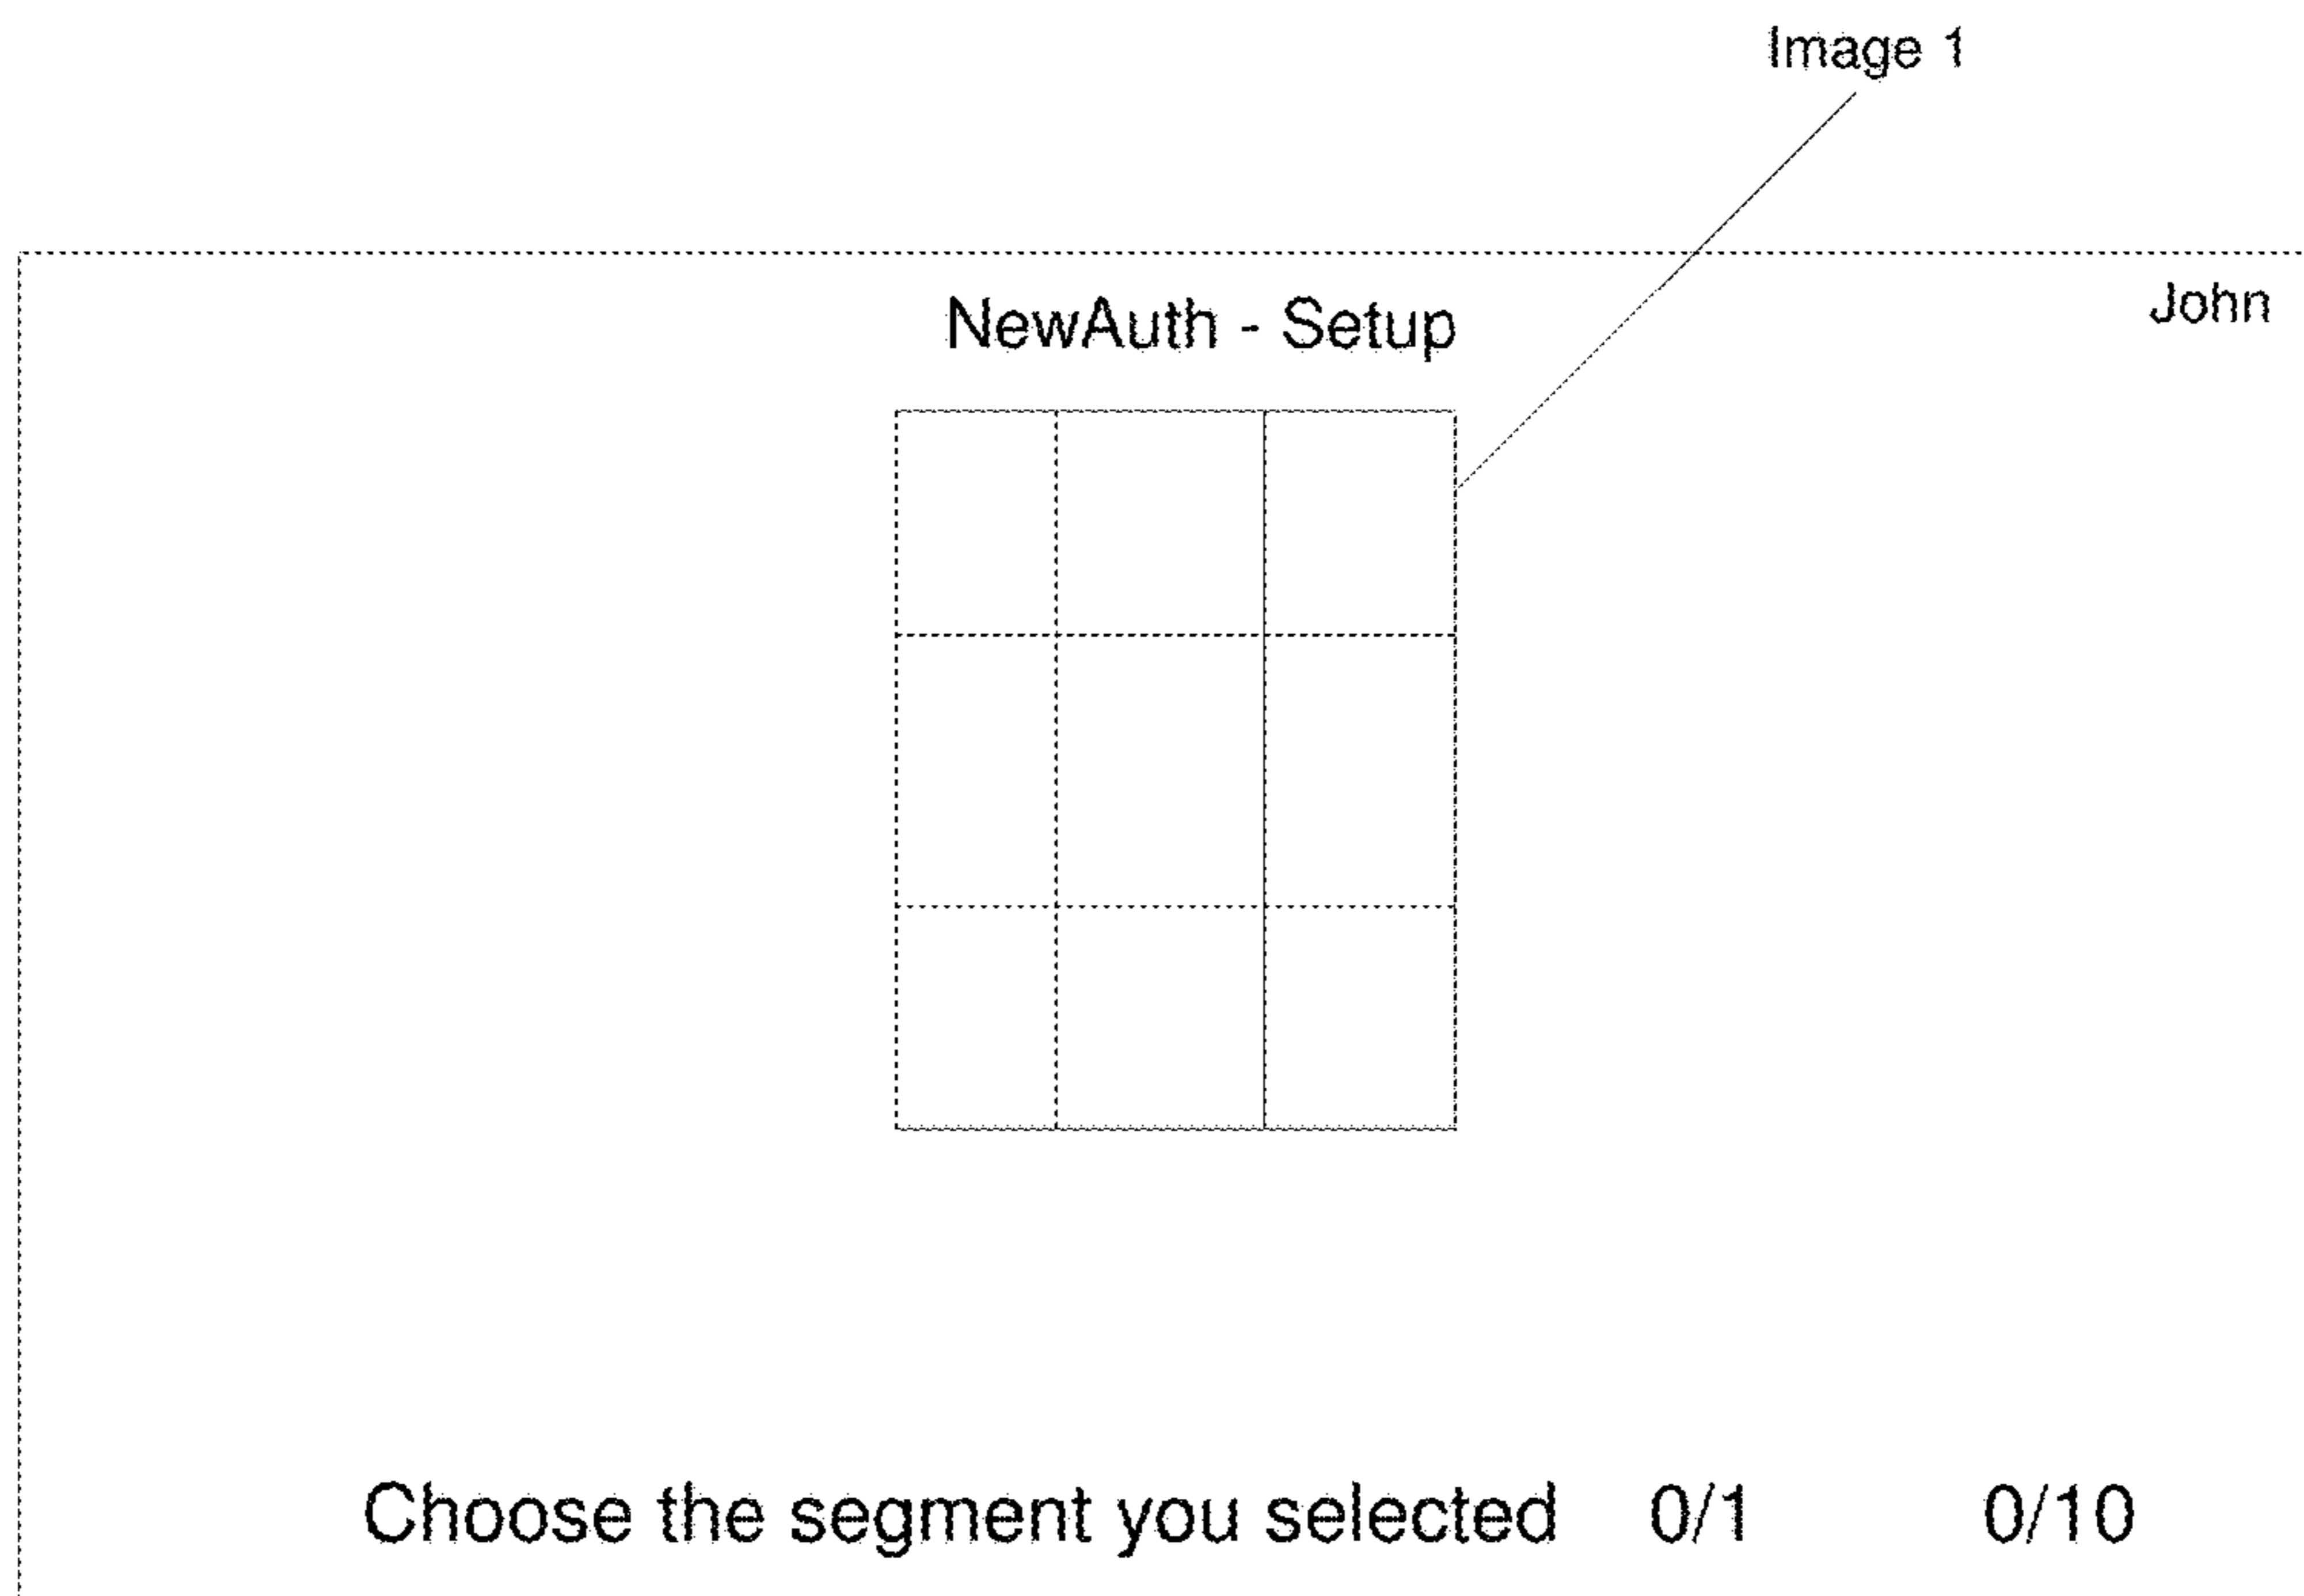 Image 1
John
NewAuth - Setup
Choose the segment you selected 0/1 0/10